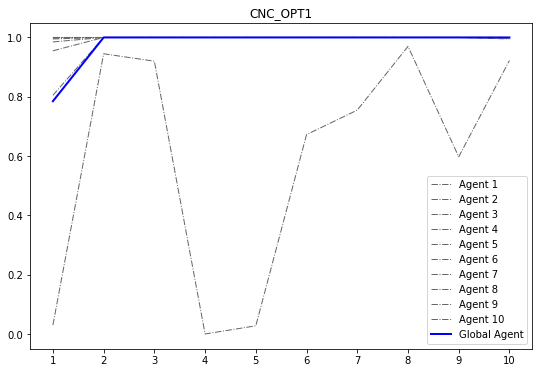 CNC_OPT1
1.0
0.8
0.6
0.4
0.2
0.0
1 2 3 4 5 6 7 8 9 10
Agent 1
Agent 2
Agent 3
Agent 4
Agent 5
Agent 6
Agent 7
Agent 8
Agent 9
Agent 10
Global Agent